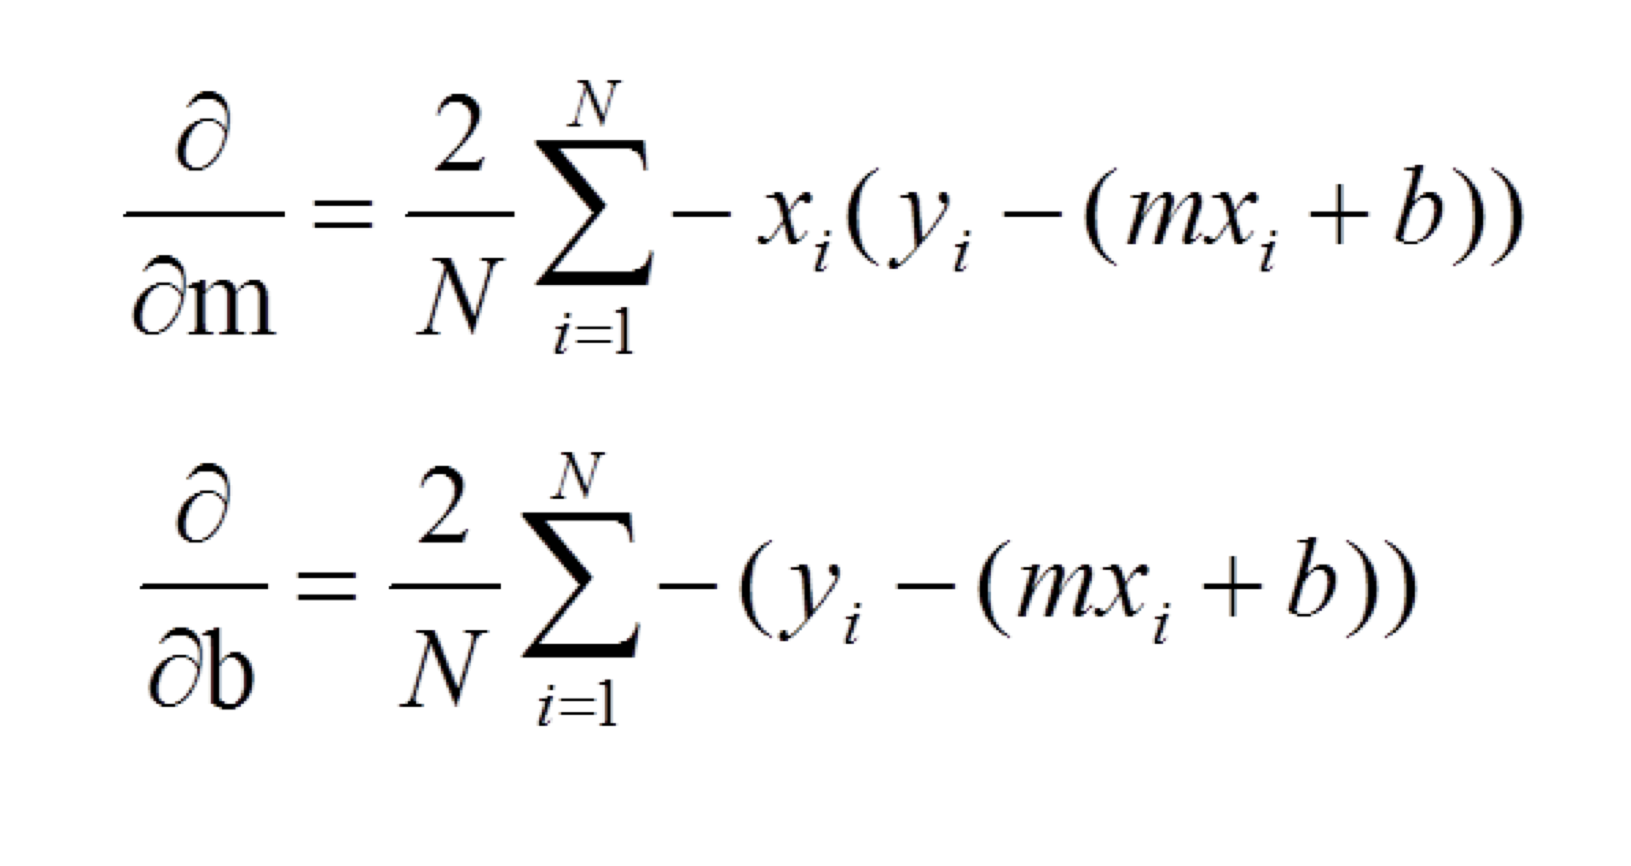 ∂/∂m = 2/N ∑_{i=1}^{N} − x_i(y_i − (mx_i + b))
∂/∂b = 2/N ∑_{i=1}^{N} − (y_i − (mx_i + b))